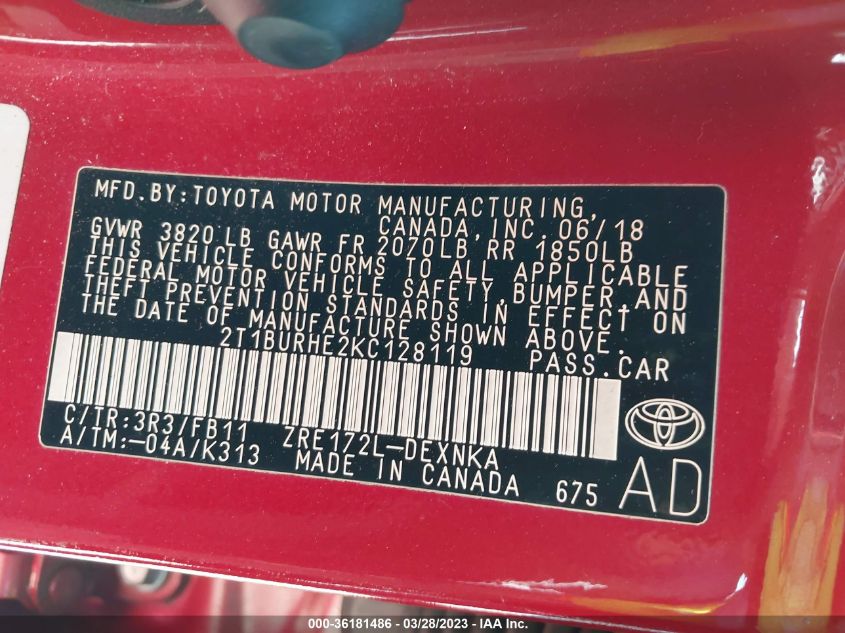 MFD. BY: TOYOTA MOTOR MANUFACTURING,
CANADA, INC. 06/18
GVWR 3820 LB GAWR FR 2070LB RR 1850LB
THIS VEHICLE CONFORMS TO ALL APPLICABLE
FEDERAL MOTOR VEHICLE SAFETY, BUMPER, AND
THEFT PREVENTION STANDARDS IN EFFECT ON
THE DATE OF MANUFACTURE SHOWN ABOVE.
2T1BURHE2KC128119 PASS. CAR
C/TR: 3R3/FB11 ZRE172L-DEXNKA
A/TM: -04A/K313 MADE IN CANADA 675
AD
000-36181486 - 03/28/2023 - IAA Inc.